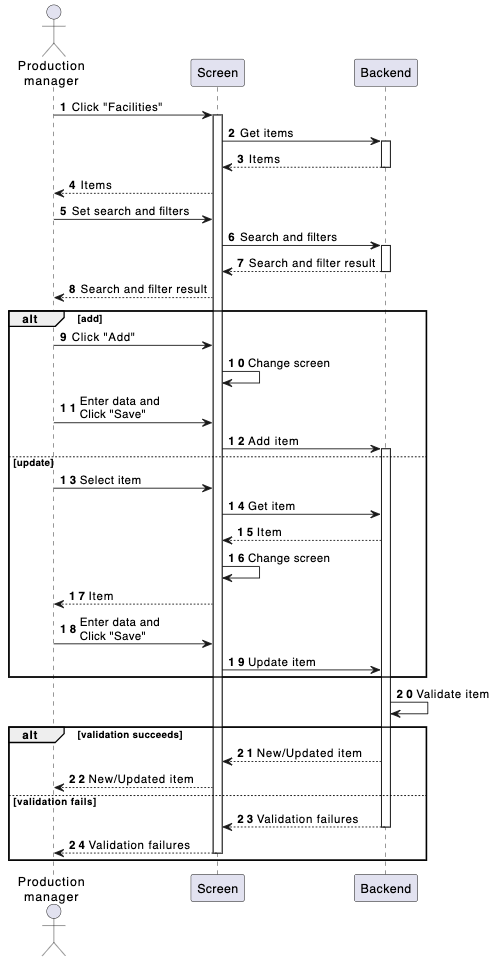 Production
manager
Screen
Backend
1 Click "Facilities"
2 Get items
3 Items
4 Items
5 Set search and filters
6 Search and filters
7 Search and filter result
8 Search and filter result
alt [add]
9 Click "Add"
10 Change screen
11 Enter data and
Click "Save"
12 Add item
[update]
13 Select item
14 Get item
15 Item
16 Change screen
17 Item
18 Enter data and
Click "Save"
19 Update item
20 Validate item
alt [validation succeeds]
21 New/Updated item
22 New/Updated item
[validation fails]
23 Validation failures
24 Validation failures
Production
manager
Screen
Backend